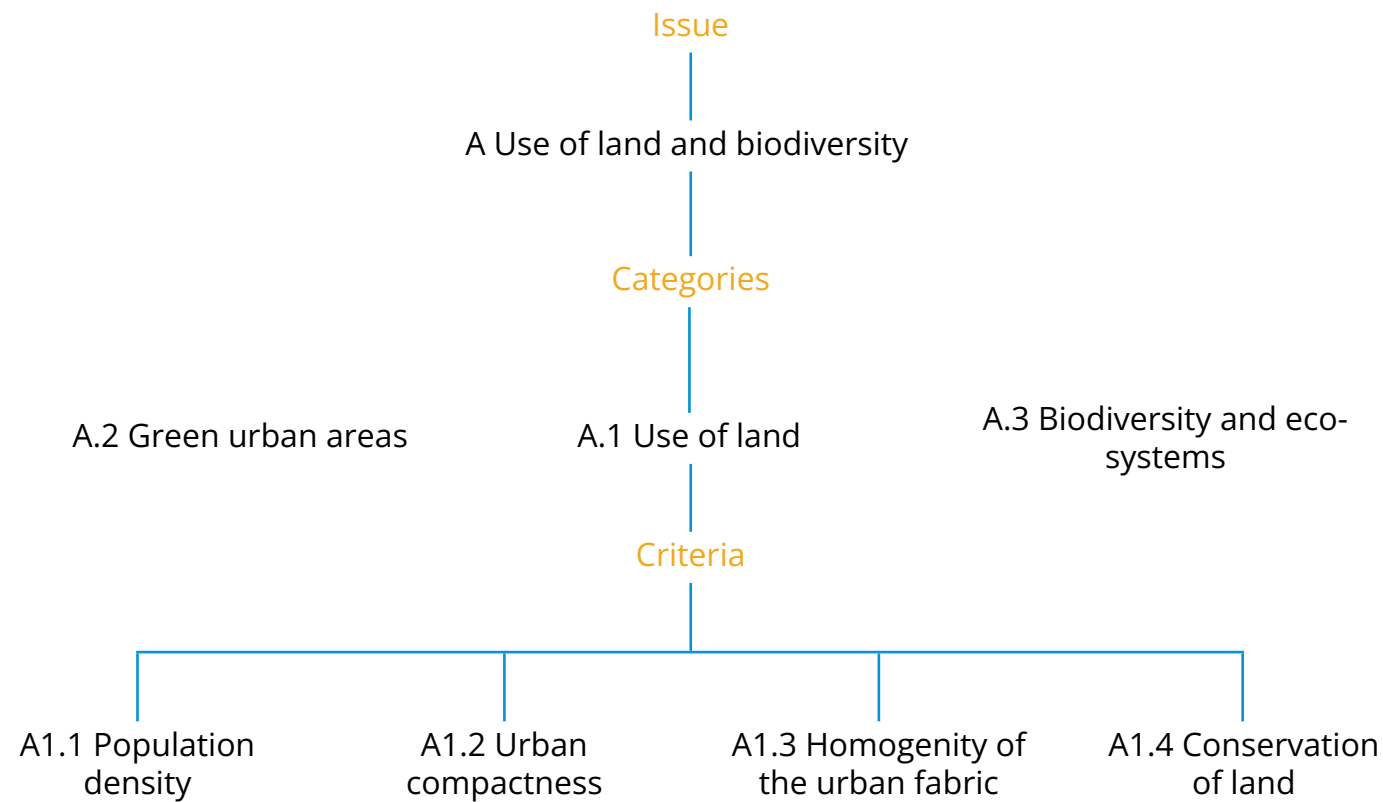 Issue
A Use of land and biodiversity
Categories
A.2 Green urban areas
A.1 Use of land
A.3 Biodiversity and eco-
systems
Criteria
A1.1 Population
density
A1.2 Urban
compactness
A1.3 Homogenity of
the urban fabric
A1.4 Conservation
of land